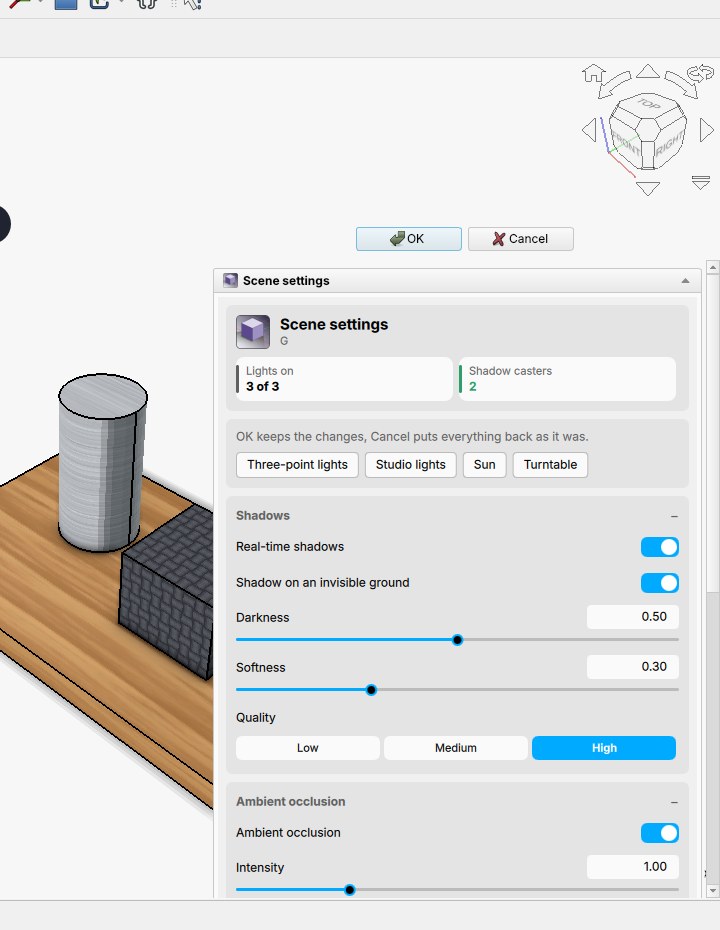 TOP
FRONT
RIGHT
OK
Cancel
Scene settings
Scene settings
G
Lights on
3 of 3
Shadow casters
2
OK keeps the changes, Cancel puts everything back as it was.
Three-point lights
Studio lights
Sun
Turntable
Shadows
Real-time shadows
Shadow on an invisible ground
Darkness
0.50
Softness
0.30
Quality
Low
Medium
High
Ambient occlusion
Ambient occlusion
Intensity
1.00